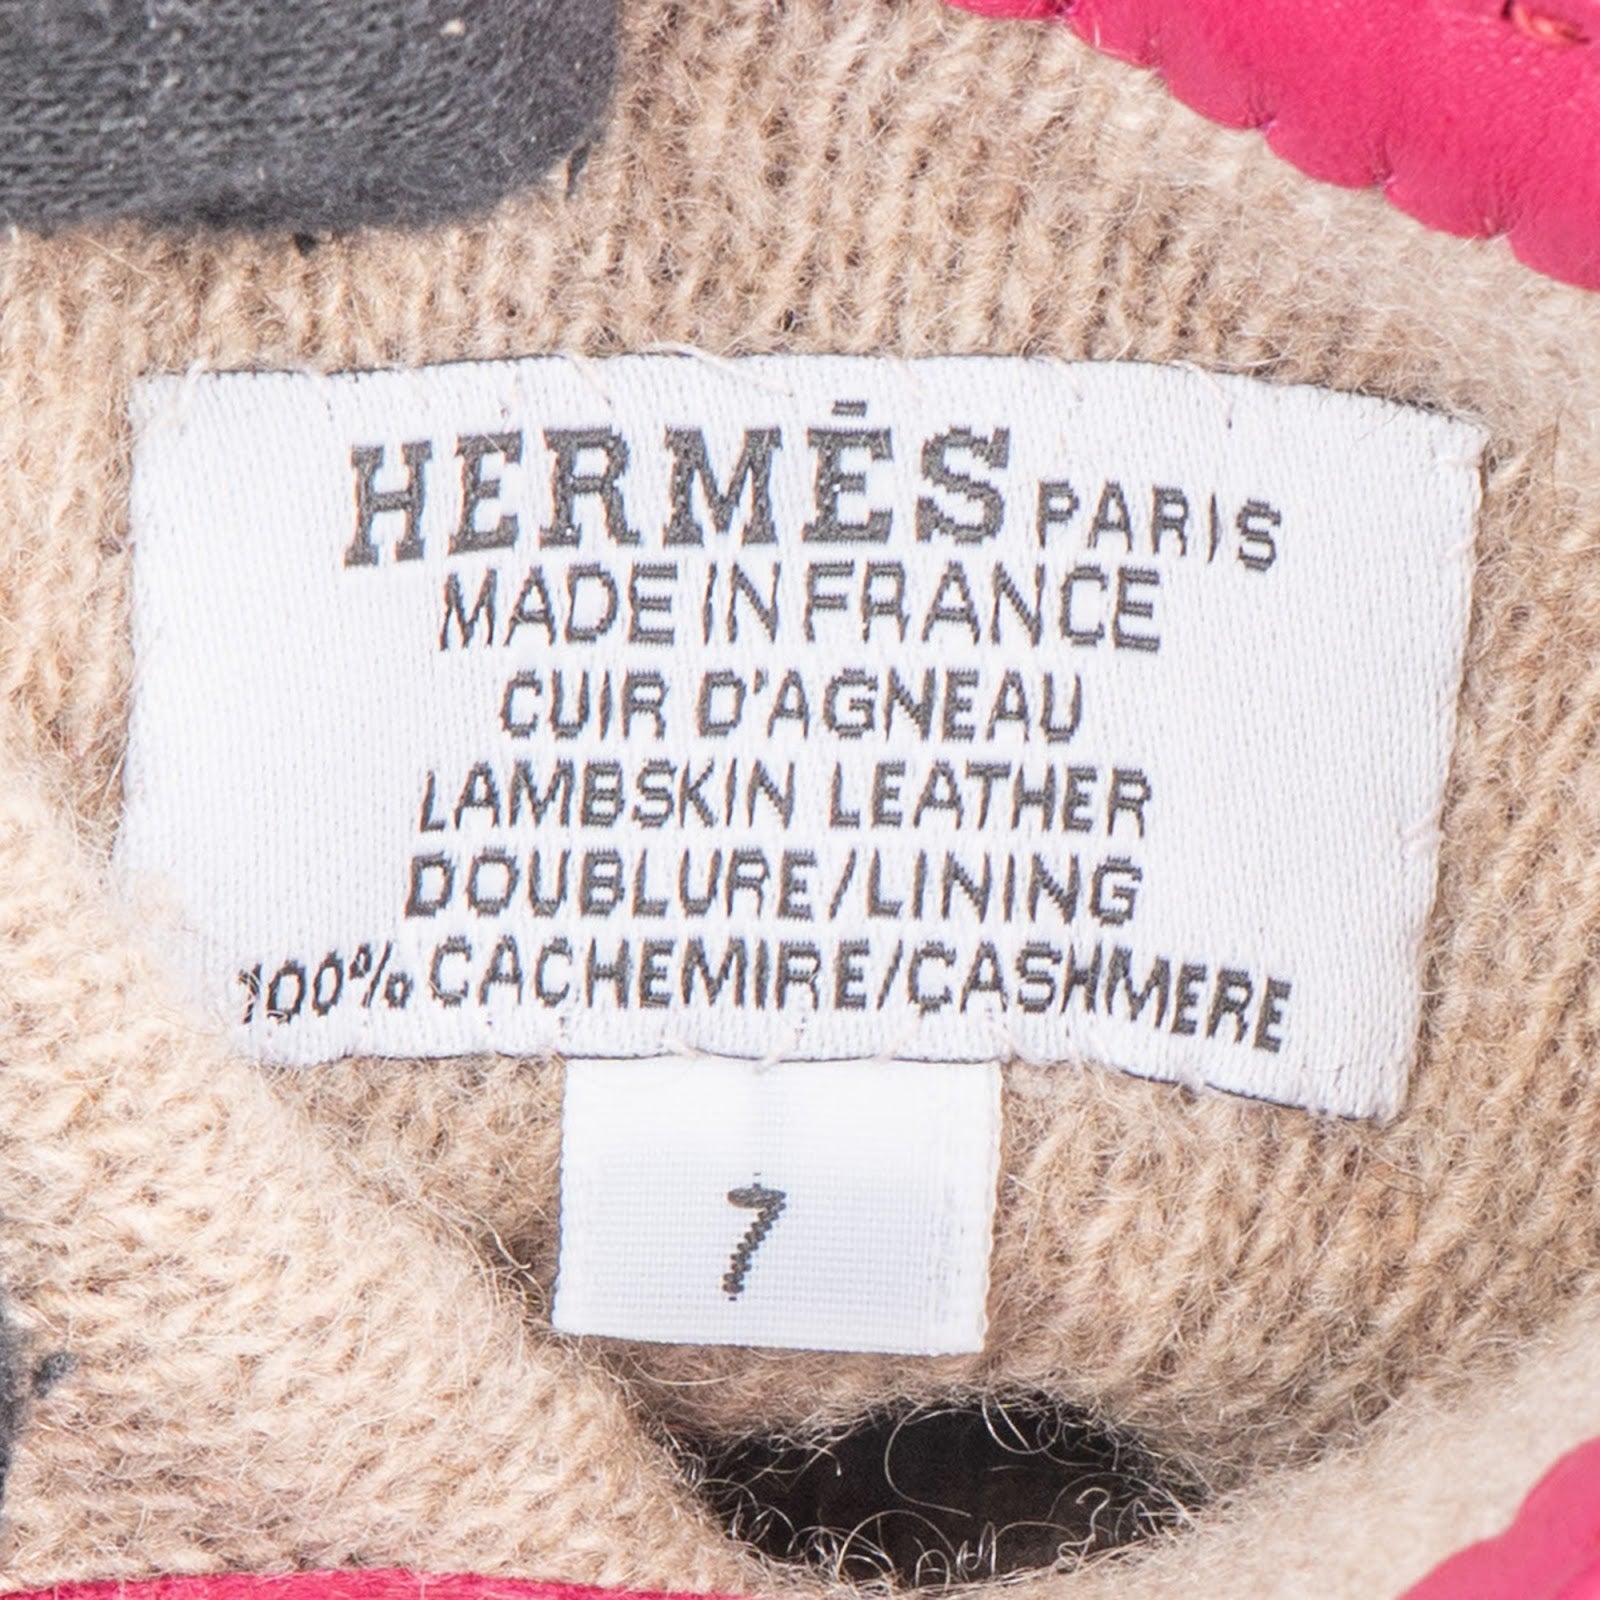 HERMÈS PARIS
MADE IN FRANCE
CUIR D'AGNEAU
LAMBSKIN LEATHER
DOUBLURE/LINING
100% CACHEMIRE/CASHMERE
7